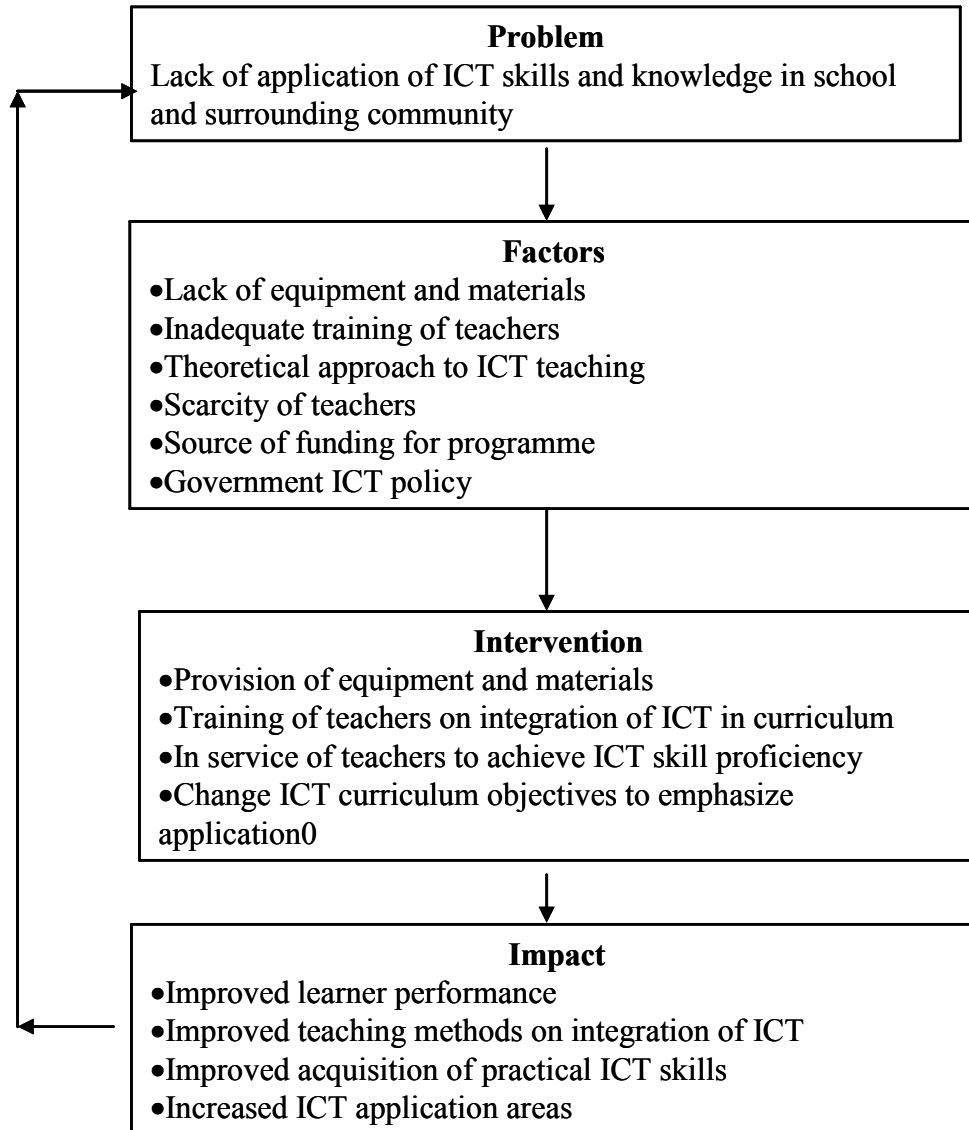 Problem
Lack of application of ICT skills and knowledge in school
and surrounding community
Factors
•Lack of equipment and materials
•Inadequate training of teachers
•Theoretical approach to ICT teaching
•Scarcity of teachers
•Source of funding for programme
•Government ICT policy
Intervention
•Provision of equipment and materials
•Training of teachers on integration of ICT in curriculum
•In service of teachers to achieve ICT skill proficiency
•Change ICT curriculum objectives to emphasize
application0
Impact
•Improved learner performance
•Improved teaching methods on integration of ICT
•Improved acquisition of practical ICT skills
•Increased ICT application areas